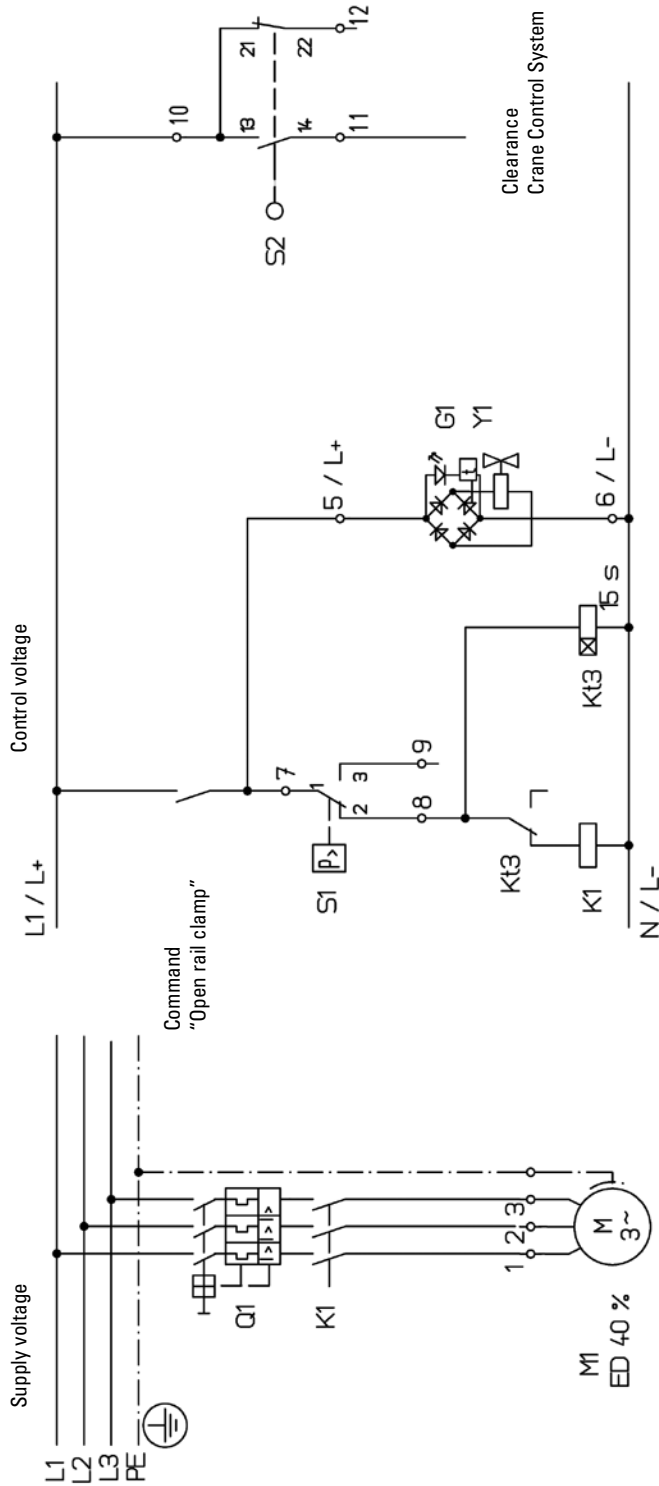 Supply voltage
L1
L2
L3
PE
Q1
K1
1
2
3
M
3~
M1
ED 40 %
Command
"Open rail clamp"
Control voltage
L1 / L+
7
S1
p>
1
2
3
8
9
Kt3
K1
Kt3
15 s
N / L-
5 / L+
G1
Y1
t
6 / L-
10
S2
13
14
21
22
11
12
Clearance
Crane Control System